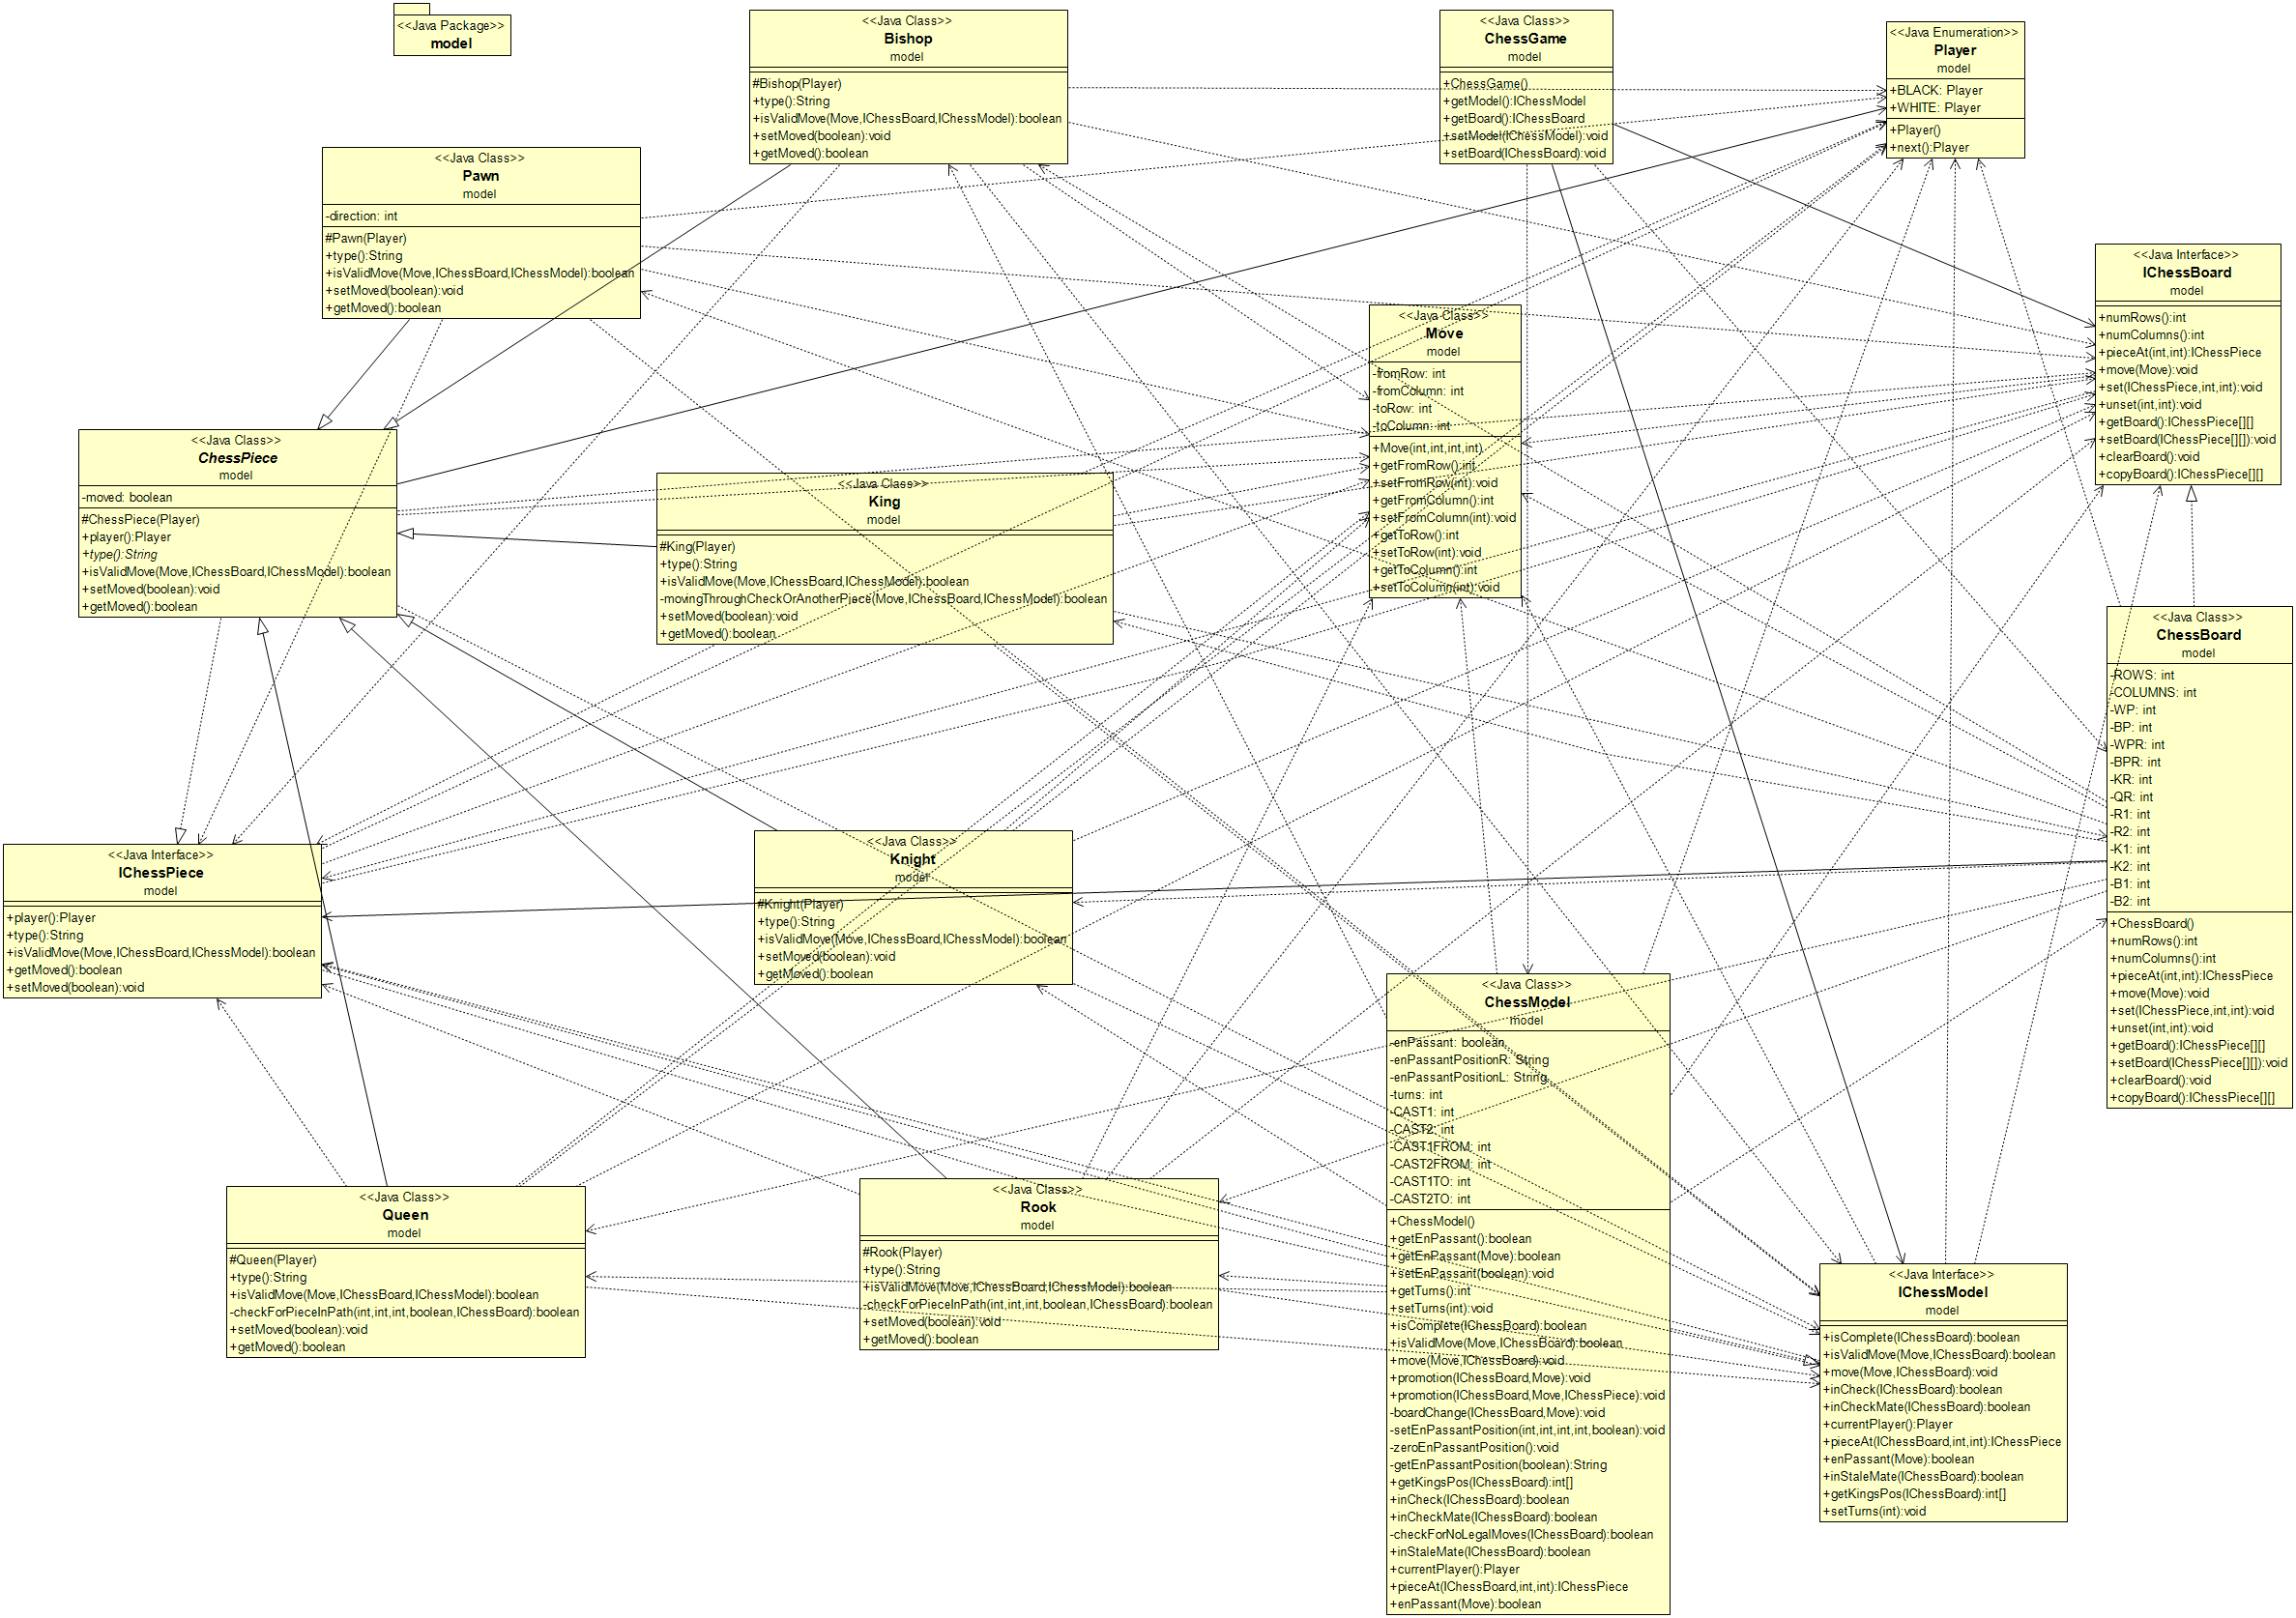 <<Java Package>>
model
<<Java Class>>
Bishop
model
#Bishop(Player)
+type():String
+isValidMove(Move,IChessBoard,IChessModel):boolean
+setMoved(boolean):void
+getMoved():boolean
<<Java Class>>
ChessGame
model
+ChessGame()
+getModel():IChessModel
+getBoard():IChessBoard
+setModel(IChessModel):void
+setBoard(IChessBoard):void
<<Java Enumeration>>
Player
model
+BLACK: Player
+WHITE: Player
+Player()
+next():Player
<<Java Class>>
Pawn
model
-direction: int
#Pawn(Player)
+type():String
+isValidMove(Move,IChessBoard,IChessModel):boolean
+setMoved(boolean):void
+getMoved():boolean
<<Java Interface>>
IChessBoard
model
+numRows():int
+numColumns():int
+pieceAt(int,int):IChessPiece
+move(Move):void
+set(IChessPiece,int,int):void
+unset(int,int):void
+getBoard():IChessPiece[][]
+setBoard(IChessPiece[][]):void
+clearBoard():void
+copyBoard():IChessPiece[][]
<<Java Class>>
Move
model
-fromRow: int
-fromColumn: int
-toRow: int
-toColumn: int
+Move(int,int,int,int)
+getFromRow():int
+setFromRow(int):void
+getFromColumn():int
+setFromColumn(int):void
+getToRow():int
+setToRow(int):void
+getToColumn():int
+setToColumn(int):void
<<Java Class>>
ChessPiece
model
-moved: boolean
#ChessPiece(Player)
+player():Player
+type():String
+isValidMove(Move,IChessBoard,IChessModel):boolean
+setMoved(boolean):void
+getMoved():boolean
<<Java Class>>
King
model
#King(Player)
+type():String
+isValidMove(Move,IChessBoard,IChessModel):boolean
-movingThroughCheckOrAnotherPiece(Move,IChessBoard,IChessModel):boolean
+setMoved(boolean):void
+getMoved():boolean
<<Java Class>>
ChessBoard
model
-ROWS: int
-COLUMNS: int
-WP: int
-BP: int
-WPR: int
-BPR: int
-KR: int
-QR: int
-R1: int
-R2: int
-K1: int
-K2: int
-B1: int
-B2: int
+ChessBoard()
+numRows():int
+numColumns():int
+pieceAt(int,int):IChessPiece
+move(Move):void
+set(IChessPiece,int,int):void
+unset(int,int):void
+getBoard():IChessPiece[][]
+setBoard(IChessPiece[][]):void
+clearBoard():void
+copyBoard():IChessPiece[][]
<<Java Interface>>
IChessPiece
model
+player():Player
+type():String
+isValidMove(Move,IChessBoard,IChessModel):boolean
+getMoved():boolean
+setMoved(boolean):void
<<Java Class>>
Knight
model
#Knight(Player)
+type():String
+isValidMove(Move,IChessBoard,IChessModel):boolean
+setMoved(boolean):void
+getMoved():boolean
<<Java Class>>
ChessModel
model
-enPassant: boolean
-enPassantPositionR: String
-enPassantPositionL: String
-turns: int
-CAST1: int
-CAST2: int
-CAST1FROM: int
-CAST2FROM: int
-CAST1TO: int
-CAST2TO: int
+ChessModel()
+getEnPassant():boolean
+getEnPassant(Move):boolean
+setEnPassant(boolean):void
+getTurns():int
+setTurns(int):void
+isComplete(IChessBoard):boolean
+isValidMove(Move,IChessBoard):boolean
+move(Move,IChessBoard):void
+promotion(IChessBoard,Move):void
+promotion(IChessBoard,Move,IChessPiece):void
-boardChange(IChessBoard,Move):void
-setEnPassantPosition(int,int,int,int,boolean):void
-zeroEnPassantPosition():void
-getEnPassantPosition(boolean):String
+getKingsPos(IChessBoard):int[]
+inCheck(IChessBoard):boolean
+inCheckMate(IChessBoard):boolean
-checkForNoLegalMoves(IChessBoard):boolean
+inStaleMate(IChessBoard):boolean
+currentPlayer():Player
+pieceAt(IChessBoard,int,int):IChessPiece
+enPassant(Move):boolean
<<Java Class>>
Queen
model
#Queen(Player)
+type():String
+isValidMove(Move,IChessBoard,IChessModel):boolean
-checkForPieceInPath(int,int,int,boolean,IChessBoard):boolean
+setMoved(boolean):void
+getMoved():boolean
<<Java Class>>
Rook
model
#Rook(Player)
+type():String
+isValidMove(Move,IChessBoard,IChessModel):boolean
-checkForPieceInPath(int,int,int,boolean,IChessBoard):boolean
+setMoved(boolean):void
+getMoved():boolean
<<Java Interface>>
IChessModel
model
+isComplete(IChessBoard):boolean
+isValidMove(Move,IChessBoard):boolean
+move(Move,IChessBoard):void
+inCheck(IChessBoard):boolean
+inCheckMate(IChessBoard):boolean
+currentPlayer():Player
+pieceAt(IChessBoard,int,int):IChessPiece
+enPassant(Move):boolean
+inStaleMate(IChessBoard):boolean
+getKingsPos(IChessBoard):int[]
+setTurns(int):void